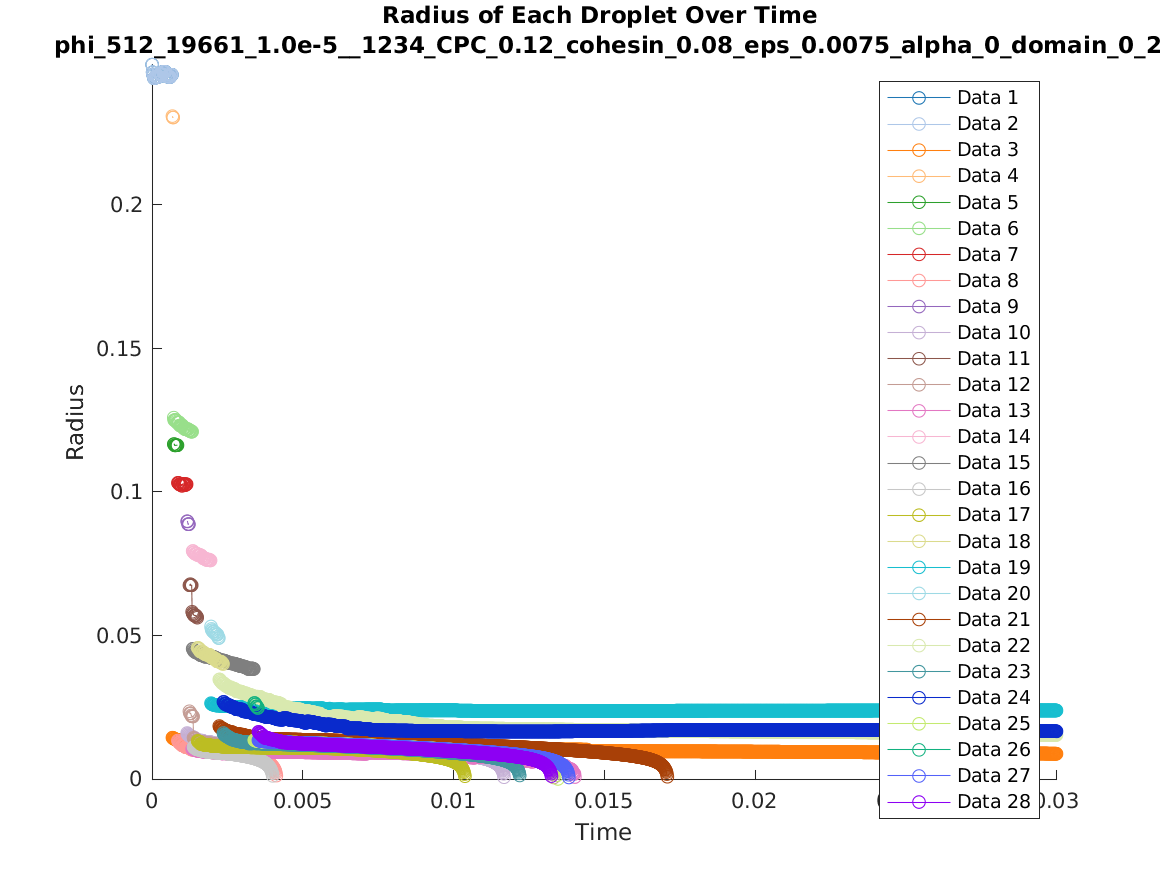 Radius of Each Droplet Over Time
phi_512_19661_1.0e-5__1234_CPC_0.12_cohesin_0.08_eps_0.0075_alpha_0_domain_0_2
Radius
0.2
0.15
0.1
0.05
0
0
0.005
0.01
0.015
0.02
0.03
Time
Data 1
Data 2
Data 3
Data 4
Data 5
Data 6
Data 7
Data 8
Data 9
Data 10
Data 11
Data 12
Data 13
Data 14
Data 15
Data 16
Data 17
Data 18
Data 19
Data 20
Data 21
Data 22
Data 23
Data 24
Data 25
Data 26
Data 27
Data 28